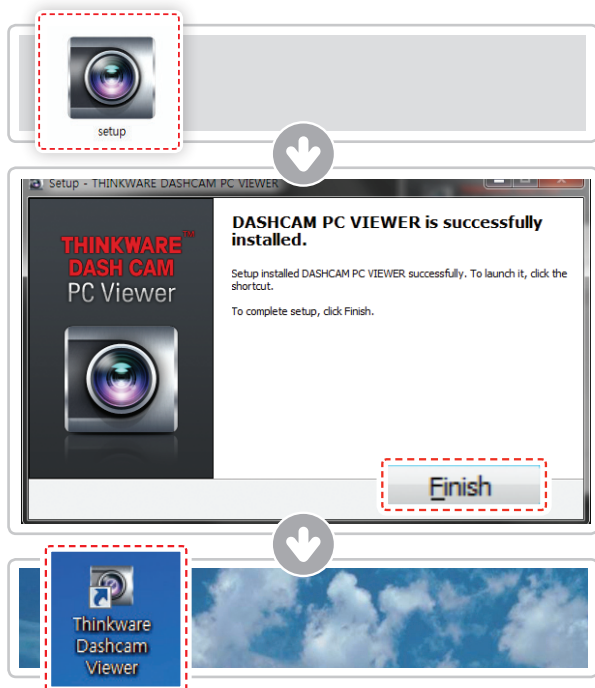 setup
Setup - THINKWARE DASHCAM PC VIEWER
THINKWARE™
DASH CAM
PC Viewer
DASHCAM PC VIEWER is successfully
installed.
Setup installed DASHCAM PC VIEWER successfully. To launch it, click the
shortcut.
To complete setup, click Finish.
Finish
Thinkware
Dashcam
Viewer